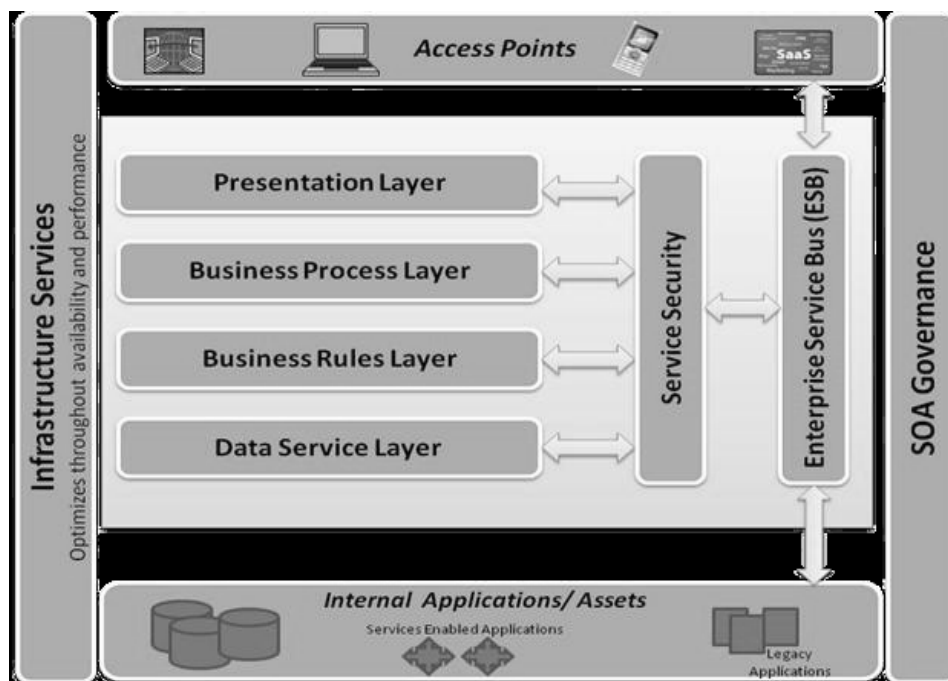 Access Points
SaaS
Marketing
Infrastructure Services
Optimizes throughout availability and performance
Presentation Layer
Business Process Layer
Business Rules Layer
Data Service Layer
Service Security
Enterprise Service Bus (ESB)
SOA Governance
Internal Applications/ Assets
Services Enabled Applications
Legacy
Applications